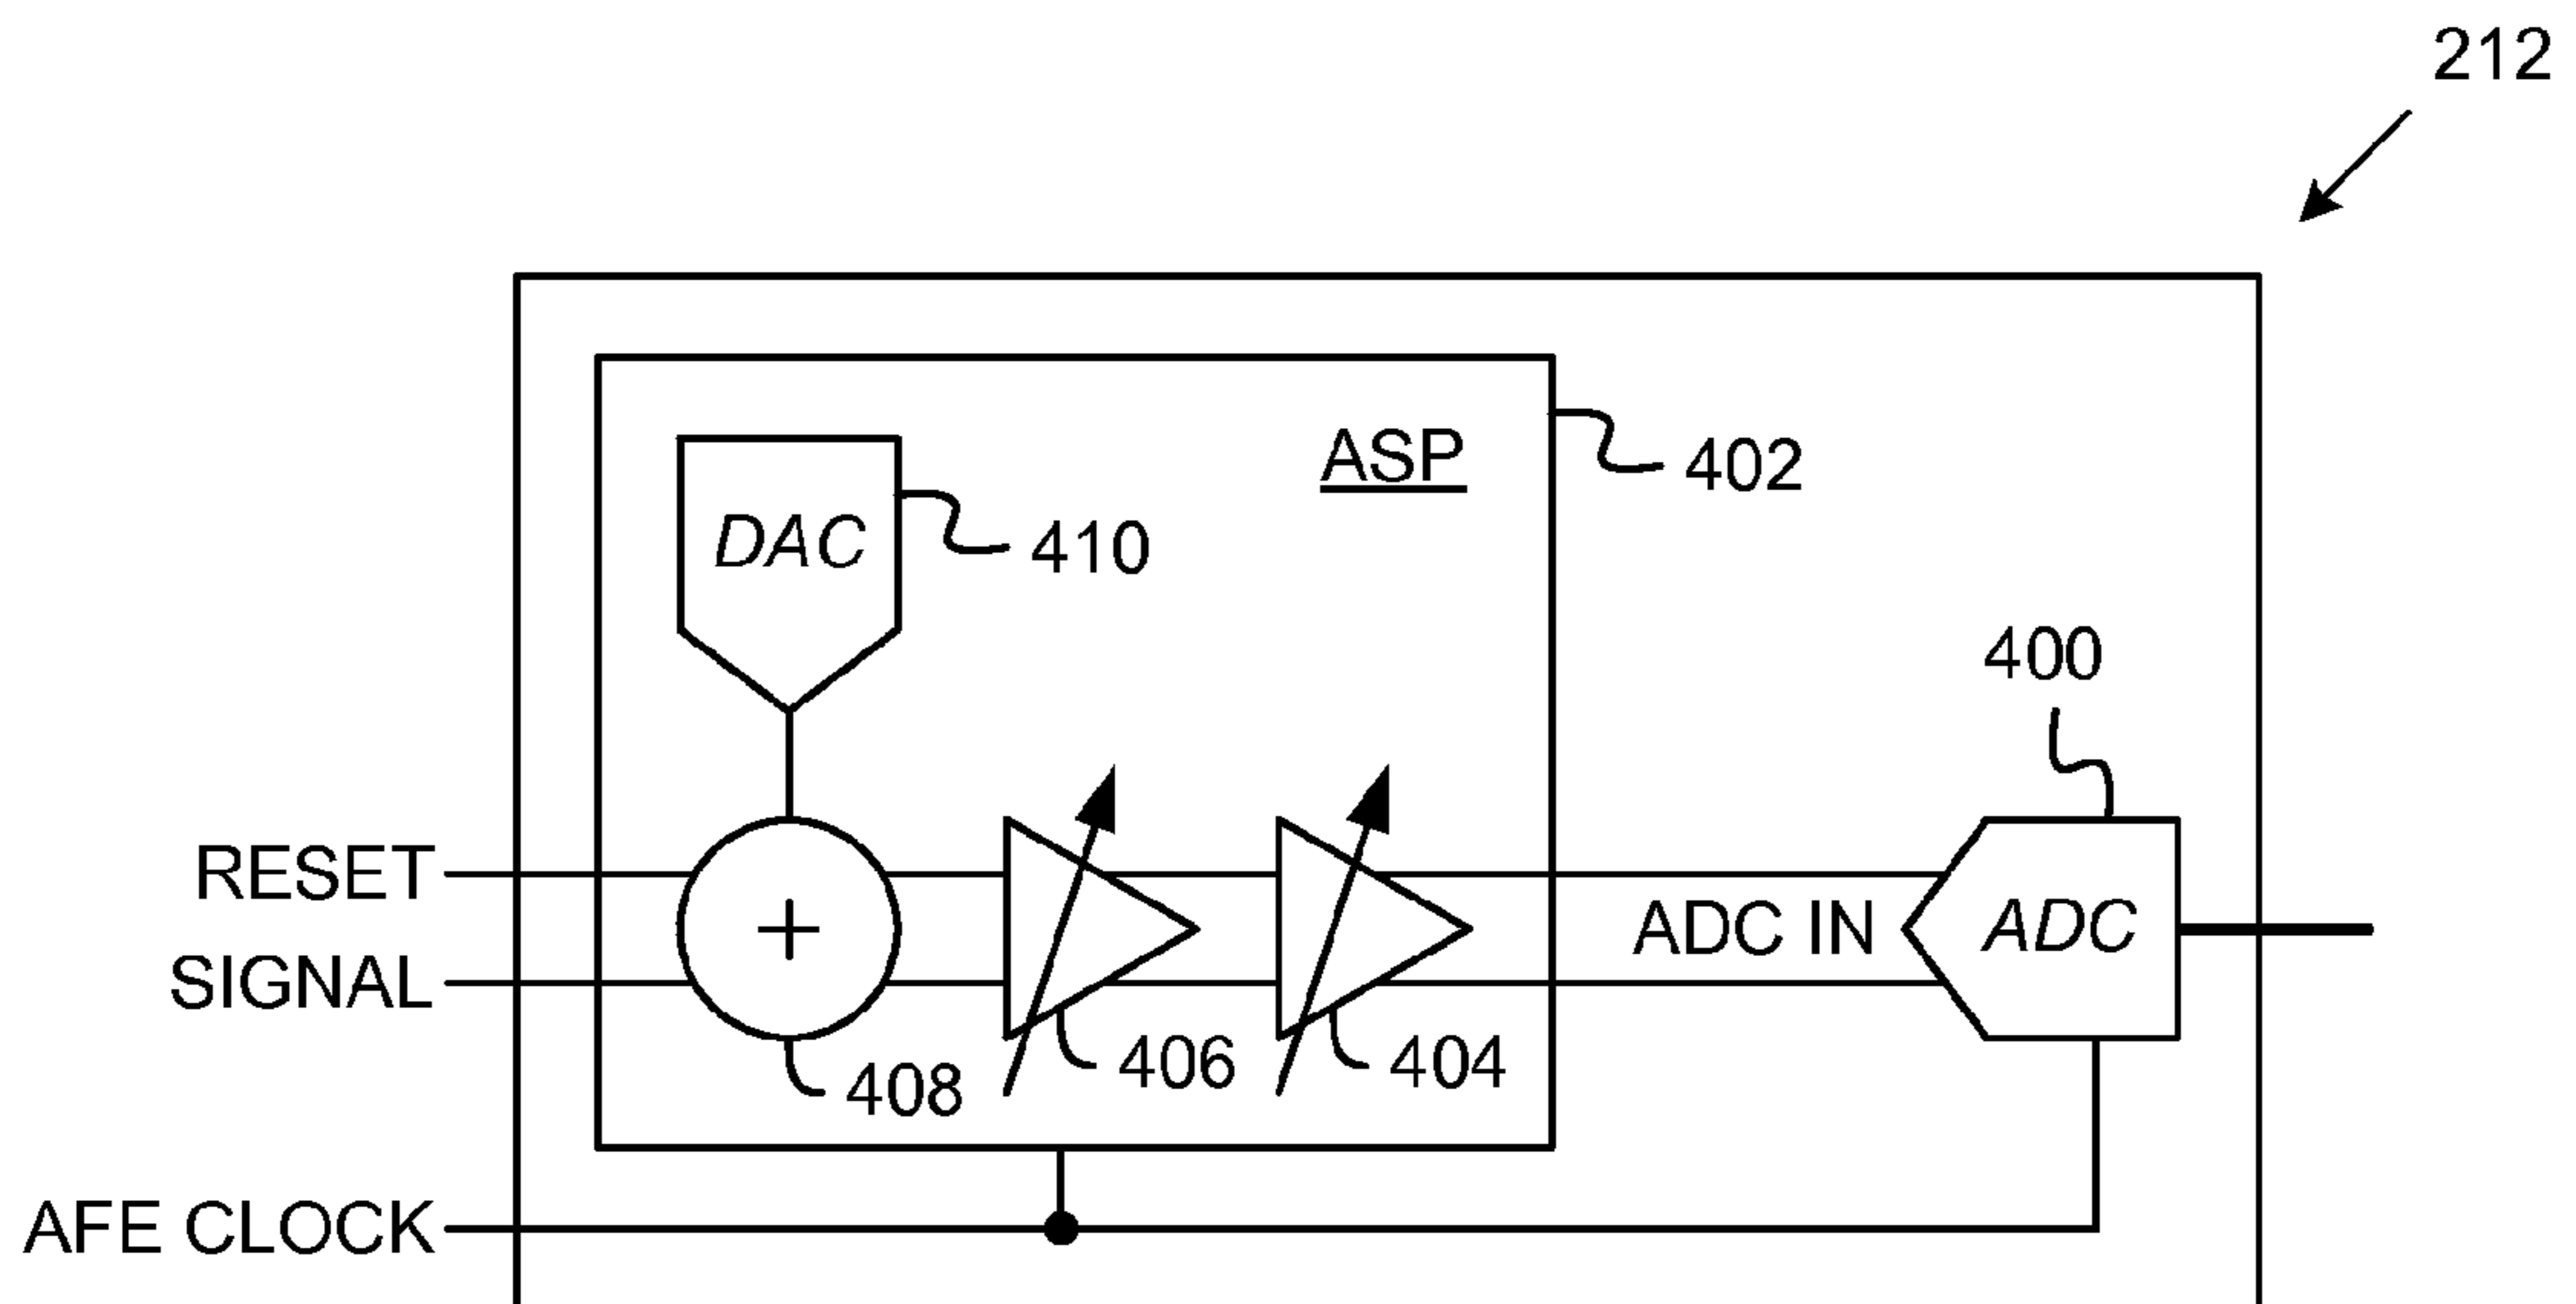 212
ASP
402
DAC
410
400
RESET
ADC IN
ADC
SIGNAL
406
404
408
AFE CLOCK